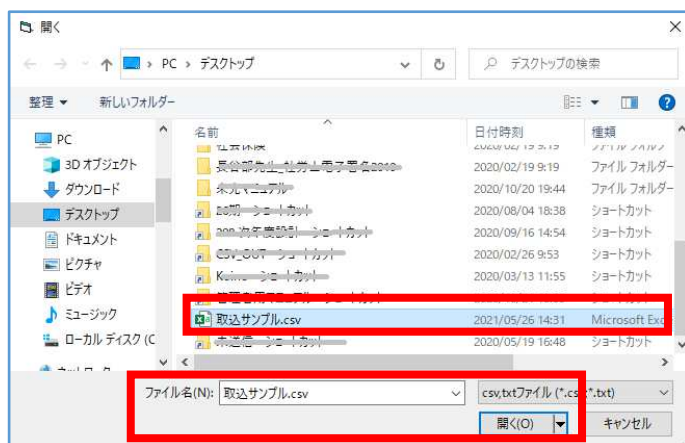 開く
PC › デスクトップ
デスクトップの検索
整理 新しいフォルダー
名前 日付時刻 種類
PC
3D オブジェクト
ダウンロード
デスクトップ
ドキュメント
ピクチャ
ビデオ
ミュージック
ローカル ディスク (C
2020/02/19 9:19 ファイル フォルダー
2020/10/20 19:44 ファイル フォルダー
2020/08/04 18:38 ショートカット
2020/09/16 14:54 ショートカット
2020/02/26 9:53 ショートカット
2020/03/13 11:55 ショートカット
取込サンプル.csv 2021/05/26 14:31 Microsoft Exc
2020/05/19 16:48 ショートカット
ファイル名(N): 取込サンプル.csv csv,txtファイル (*.cs ;*.txt)
開く(O) キャンセル